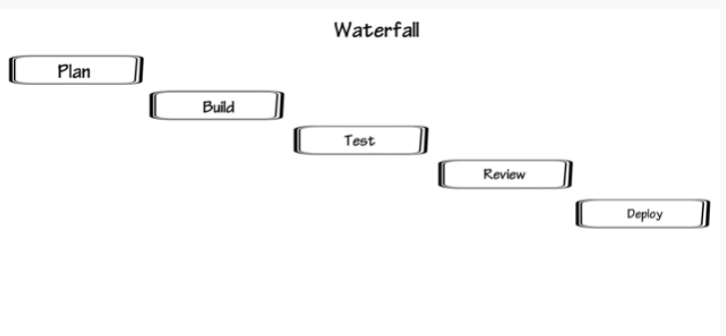 Waterfall
Plan
Build
Test
Review
Deploy